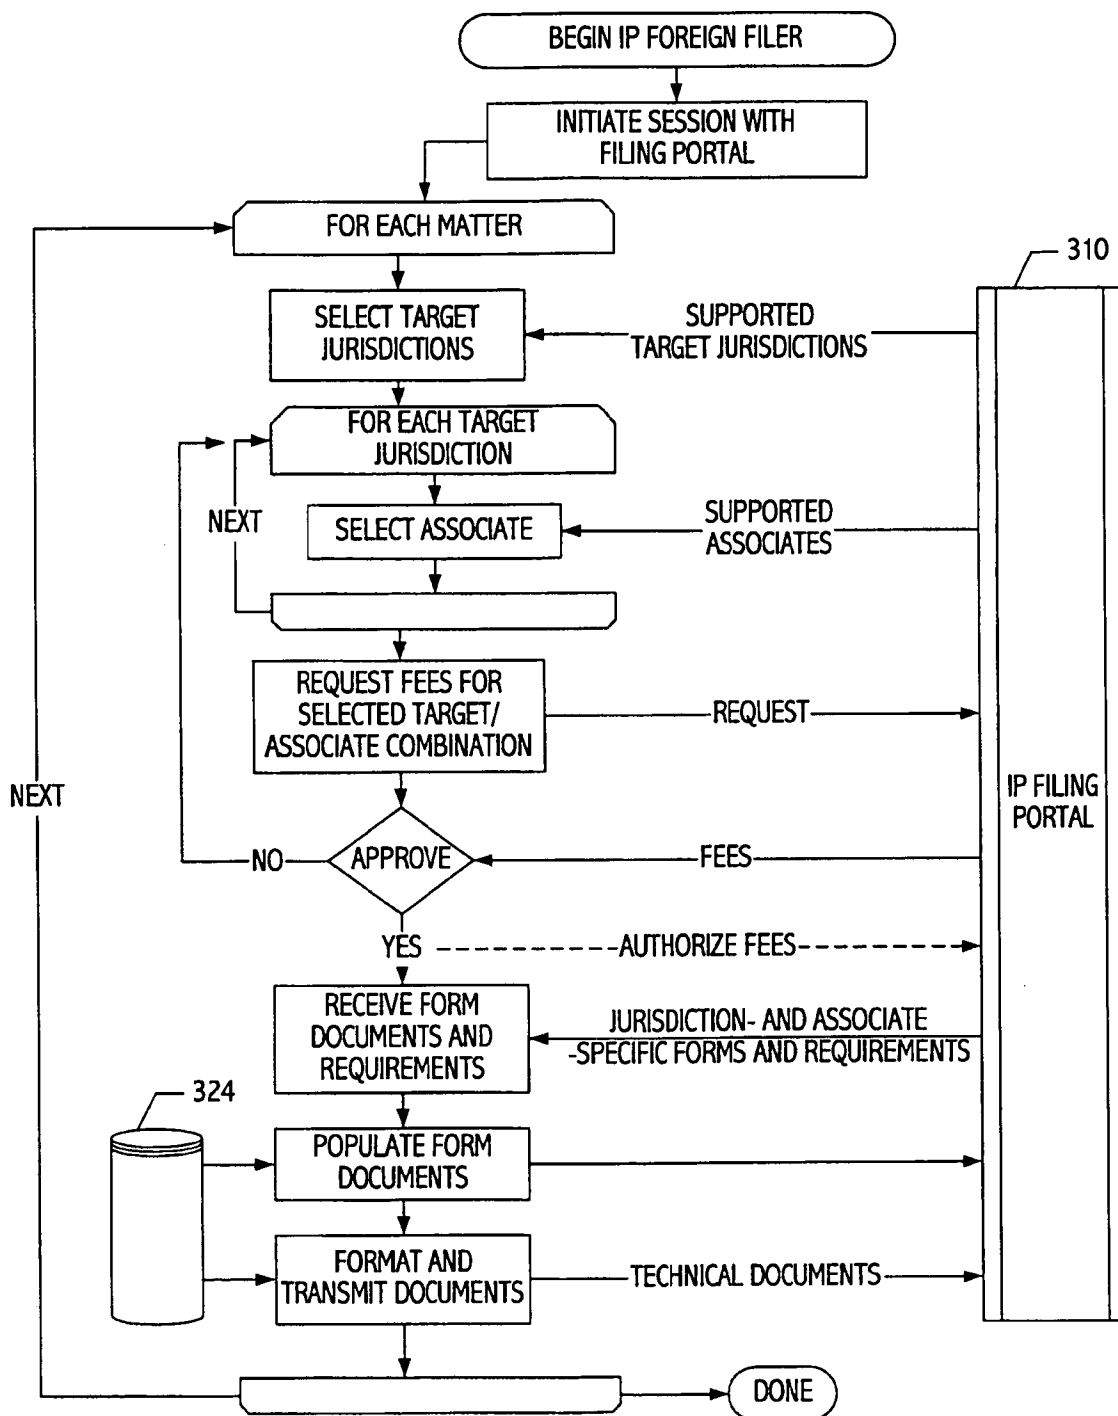 BEGIN IP FOREIGN FILER
INITIATE SESSION WITH
FILING PORTAL
FOR EACH MATTER
310
SELECT TARGET
JURISDICTIONS
SUPPORTED
TARGET JURISDICTIONS
FOR EACH TARGET
JURISDICTION
NEXT
SELECT ASSOCIATE
SUPPORTED
ASSOCIATES
REQUEST FEES FOR
SELECTED TARGET/
ASSOCIATE COMBINATION
REQUEST
NEXT
IP FILING
PORTAL
NO
APPROVE
FEES
YES
AUTHORIZE FEES
RECEIVE FORM
DOCUMENTS AND
REQUIREMENTS
JURISDICTION- AND ASSOCIATE
-SPECIFIC FORMS AND REQUIREMENTS
324
POPULATE FORM
DOCUMENTS
FORMAT AND
TRANSMIT DOCUMENTS
TECHNICAL DOCUMENTS
DONE